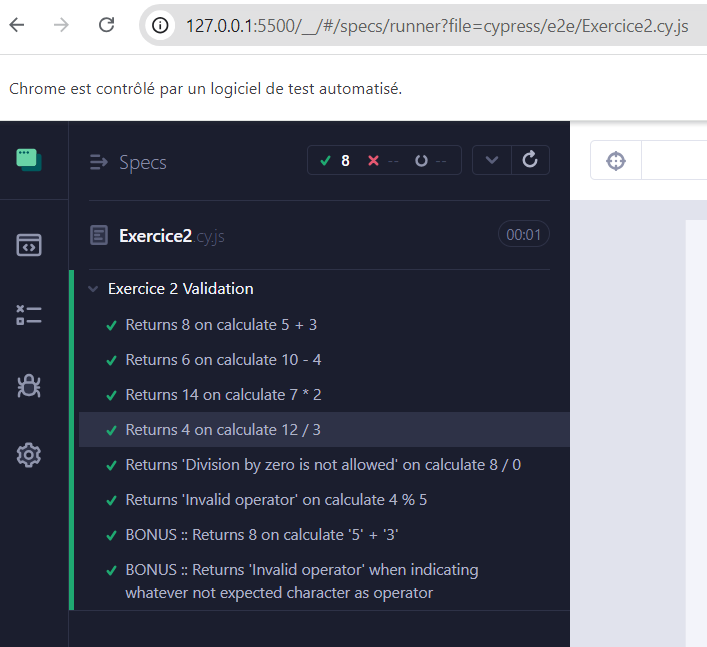 127.0.0.1:5500/__/#/specs/runner?file=cypress/e2e/Exercice2.cy.js
Chrome est contrôlé par un logiciel de test automatisé.
Specs
8 -- --
Exercice2.cy.js 00:01
Exercice 2 Validation
Returns 8 on calculate 5 + 3
Returns 6 on calculate 10 - 4
Returns 14 on calculate 7 * 2
Returns 4 on calculate 12 / 3
Returns 'Division by zero is not allowed' on calculate 8 / 0
Returns 'Invalid operator' on calculate 4 % 5
BONUS :: Returns 8 on calculate '5' + '3'
BONUS :: Returns 'Invalid operator' when indicating
whatever not expected character as operator